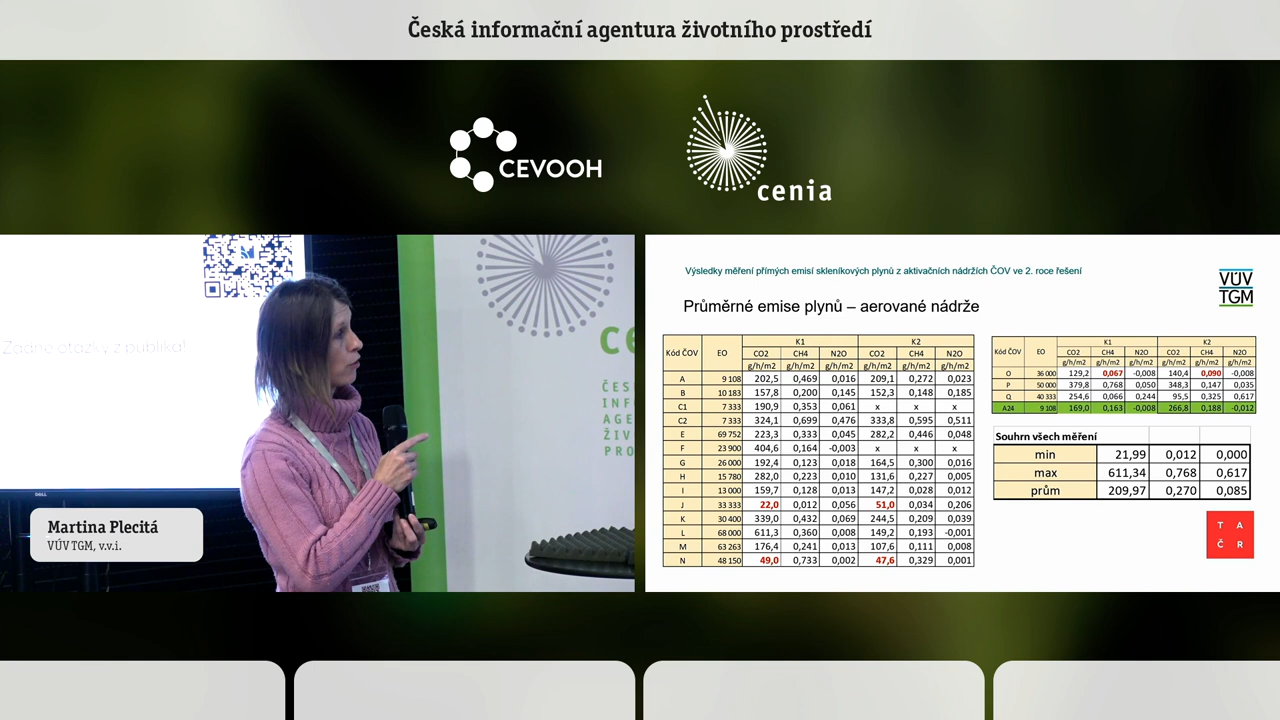 Česká informační agentura životního prostředí
CEVOOH
cenia
Žádné otázky z publika!
DELL
ČES
INF
AGE
ŽIV
PRO
Martina Plecitá
VÚV TGM, v.v.i.
Výsledky měření přímých emisí skleníkových plynů z aktivačních nádržích ČOV ve 2. roce řešení
VÚV
TGM
Průměrné emise plynů – aerované nádrže
Kód ČOV EO K1 K2
CO2 CH4 N2O CO2 CH4 N2O
g/h/m2 g/h/m2 g/h/m2 g/h/m2 g/h/m2 g/h/m2
A 9 108 202,5 0,469 0,016 209,1 0,272 0,023
B 10 183 157,8 0,200 0,145 152,3 0,148 0,185
C1 7 333 190,9 0,353 0,061 x x x
C2 7 333 324,1 0,699 0,476 333,8 0,595 0,511
E 69 752 223,3 0,333 0,045 282,2 0,446 0,048
F 23 900 404,6 0,164 -0,003 x x x
G 26 000 192,4 0,123 0,018 164,5 0,300 0,016
H 15 780 282,0 0,223 0,010 131,6 0,227 0,005
I 13 000 159,7 0,128 0,013 147,2 0,028 0,012
J 33 333 22,0 0,012 0,056 51,0 0,034 0,206
K 30 400 339,0 0,432 0,069 244,5 0,209 0,039
L 68 000 611,3 0,360 0,008 149,2 0,193 -0,001
M 63 263 176,4 0,241 0,013 107,6 0,111 0,008
N 48 150 49,0 0,733 0,002 47,6 0,329 0,001
Kód ČOV EO K1 K2
CO2 CH4 N2O CO2 CH4 N2O
g/h/m2 g/h/m2 g/h/m2 g/h/m2 g/h/m2 g/h/m2
O 36 000 129,2 0,067 -0,008 140,4 0,090 -0,008
P 50 000 379,8 0,768 0,050 348,3 0,147 0,035
Q 40 333 254,6 0,066 0,244 95,5 0,325 0,617
A24 9 108 169,0 0,163 -0,008 266,8 0,188 -0,012
Souhrn všech měření
min 21,99 0,012 0,000
max 611,34 0,768 0,617
prům 209,97 0,270 0,085
T A
Č R